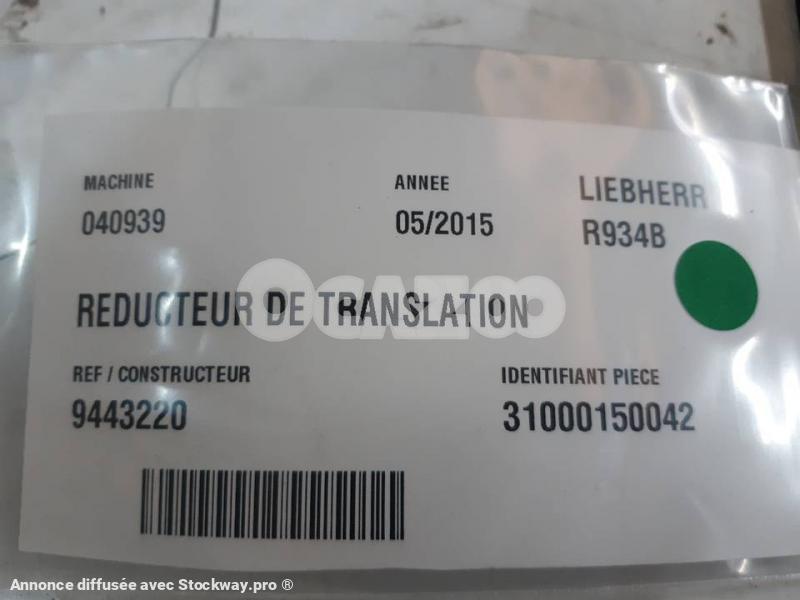 MACHINE
040939
ANNEE
05/2015
LIEBHERR
R934B
REDUCTEUR DE TRANSLATION
OCAZOO
REF / CONSTRUCTEUR
9443220
IDENTIFIANT PIECE
31000150042
Annonce diffusée avec Stockway.pro ®